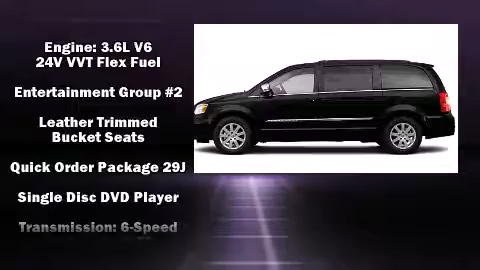 Engine: 3.6L V6
24V VVT Flex Fuel
Entertainment Group #2
Leather Trimmed
Bucket Seats
Quick Order Package 29J
Single Disc DVD Player
Transmission: 6-Speed